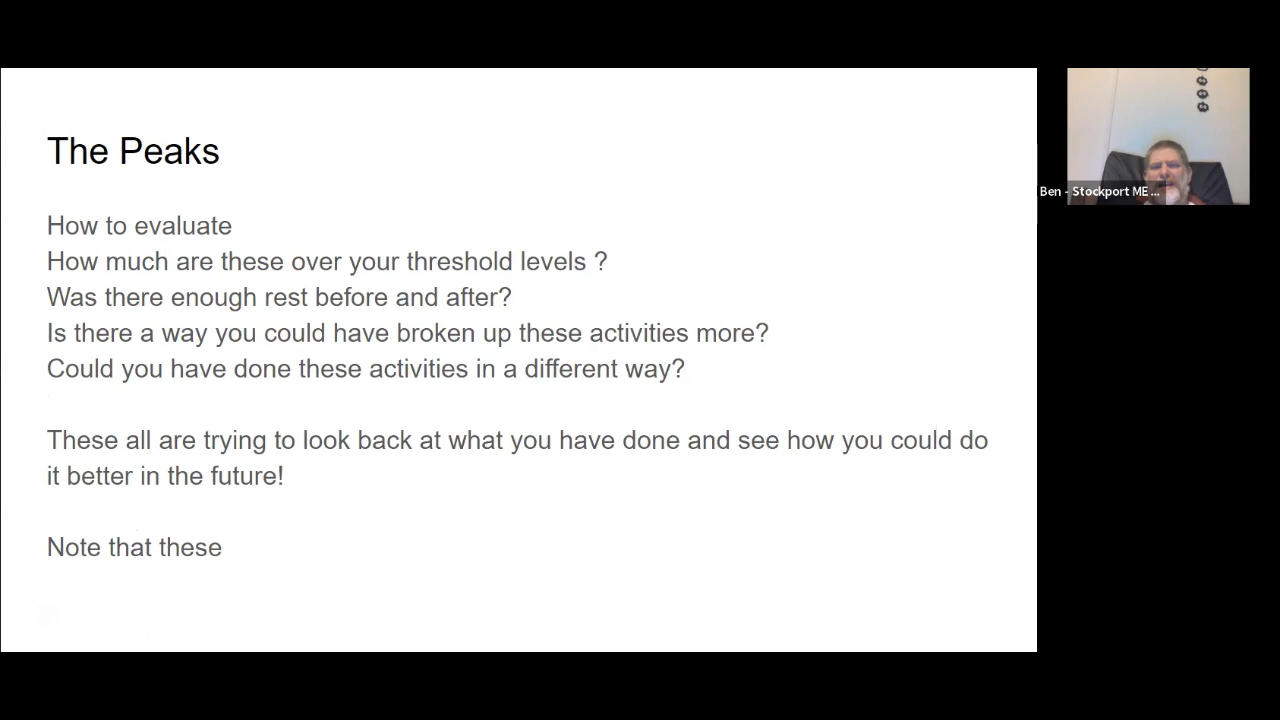 The Peaks
How to evaluate
How much are these over your threshold levels ?
Was there enough rest before and after?
Is there a way you could have broken up these activities more?
Could you have done these activities in a different way?
These all are trying to look back at what you have done and see how you could do
it better in the future!
Note that these
Ben - Stockport ME ...